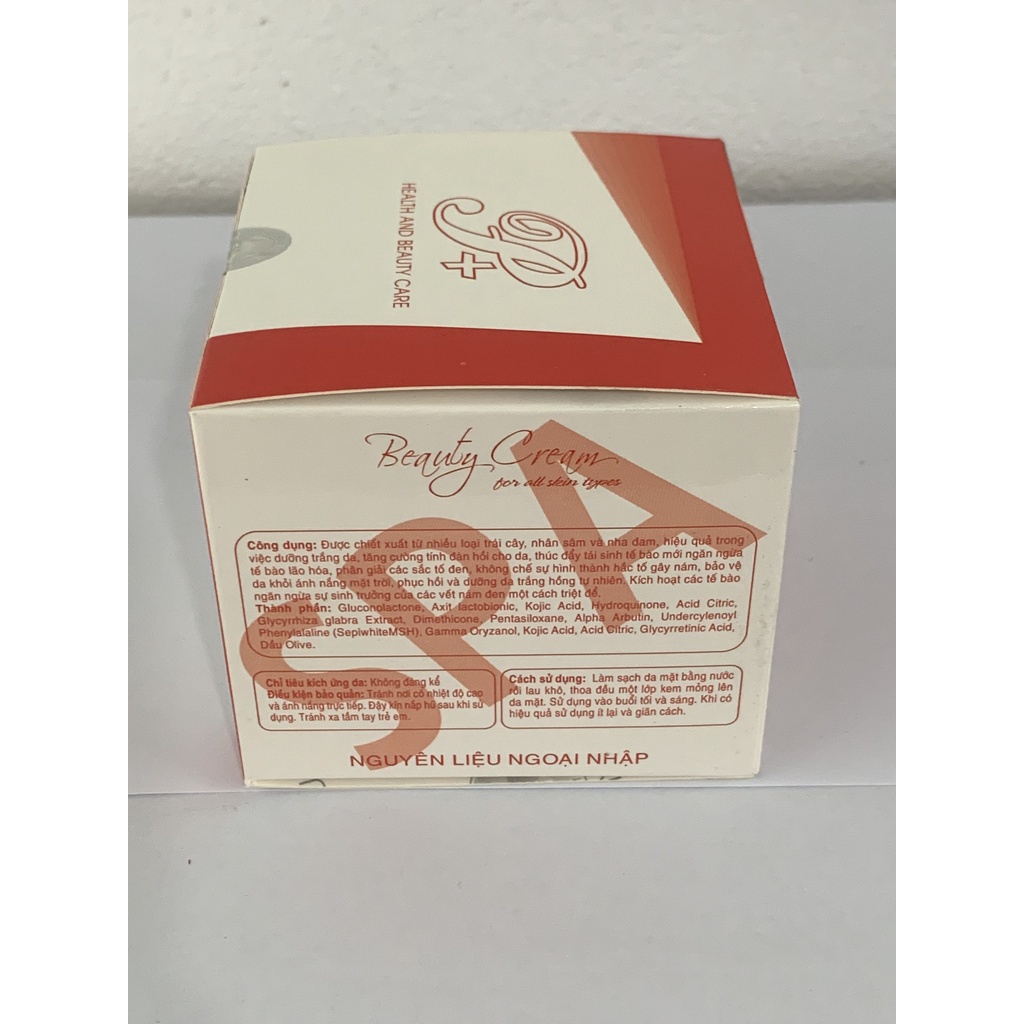 HEALTH AND BEAUTY CARE
Beauty Cream
for all skin types
SPA
Công dụng: Được chiết xuất từ nhiều loại trái cây, nhân sâm và nha đam, hiệu quả trong
việc dưỡng trắng da, tăng cường tính đàn hồi cho da, thúc đẩy tái sinh tế bào mới ngăn ngừa
tế bào lão hóa, phân giải các sắc tố đen, không chế sự hình thành hắc tố gây nám, bảo vệ
da khỏi ánh nắng mặt trời, phục hồi và dưỡng da trắng hồng tự nhiên. Kích hoạt các tế bào
ngăn ngừa sự sinh trưởng của các vết nám đen một cách triệt để.
Thành phần: Gluconolactone, Axit lactobionic, Kojic Acid, Hydroquinone, Acid Citric,
Glycyrrhiza glabra Extract, Dimethicone, Pentasiloxane, Alpha Arbutin, Undercylenoyl
Phenylalaline (SepiwhiteMSH), Gamma Oryzanol, Kojic Acid, Acid Citric, Glycyrretinic Acid,
Dầu Olive.
Chỉ tiêu kích ứng da: Không đáng kể
Điều kiện bảo quản: Tránh nơi có nhiệt độ cao
và ánh nắng trực tiếp. Đậy kín nắp hũ sau khi sử
dụng. Tránh xa tầm tay trẻ em.
Cách sử dụng: Làm sạch da mặt bằng nước
rồi lau khô, thoa đều một lớp kem mỏng lên
da mặt. Sử dụng vào buổi tối và sáng. Khi có
hiệu quả sử dụng ít lại và giãn cách.
NGUYÊN LIỆU NGOẠI NHẬP